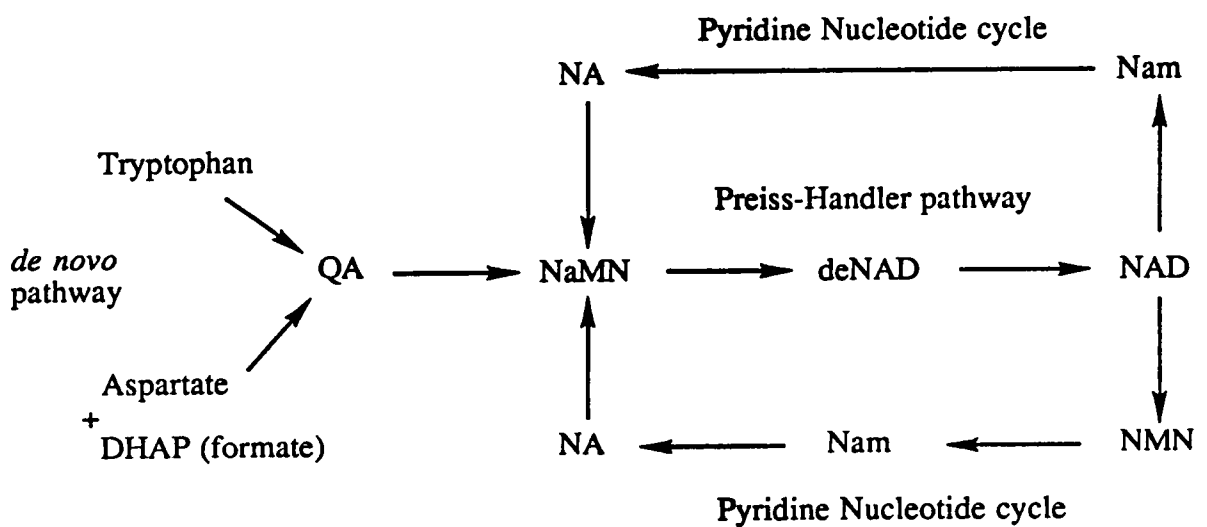 Pyridine Nucleotide cycle
NA
Nam
Tryptophan
Preiss-Handler pathway
de novo
pathway
QA
NaMN
deNAD
NAD
Aspartate
+
DHAP (formate)
NA
Nam
NMN
Pyridine Nucleotide cycle